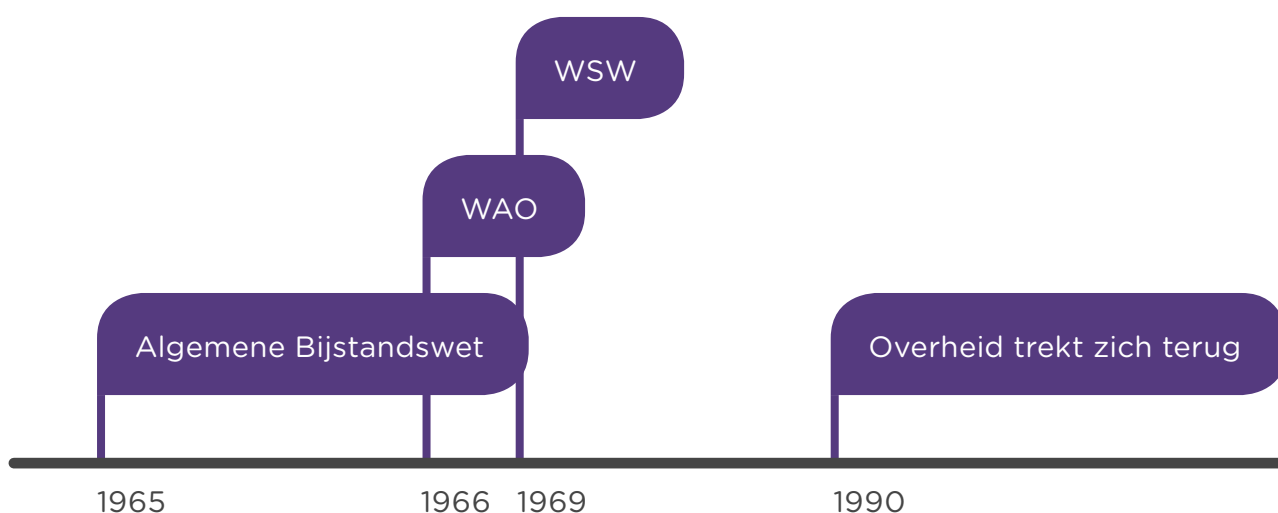 WSW
WAO
Algemene Bijstandswet
Overheid trekt zich terug
1965
1966
1969
1990